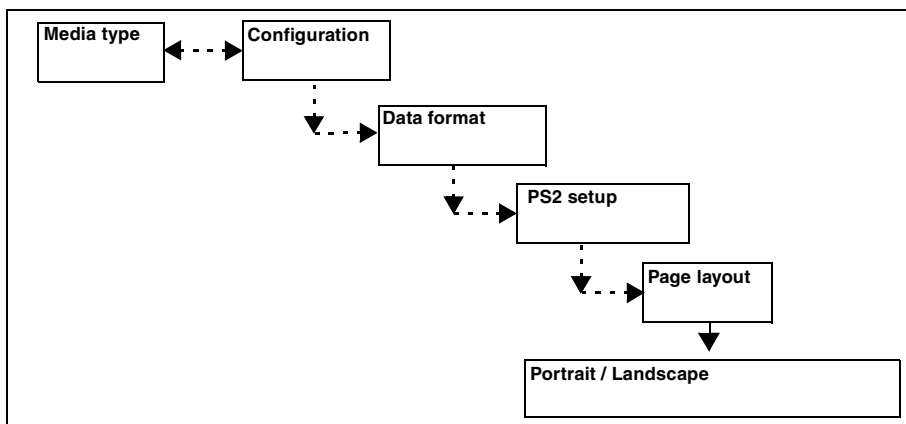 Media type
Configuration
Data format
PS2 setup
Page layout
Portrait / Landscape